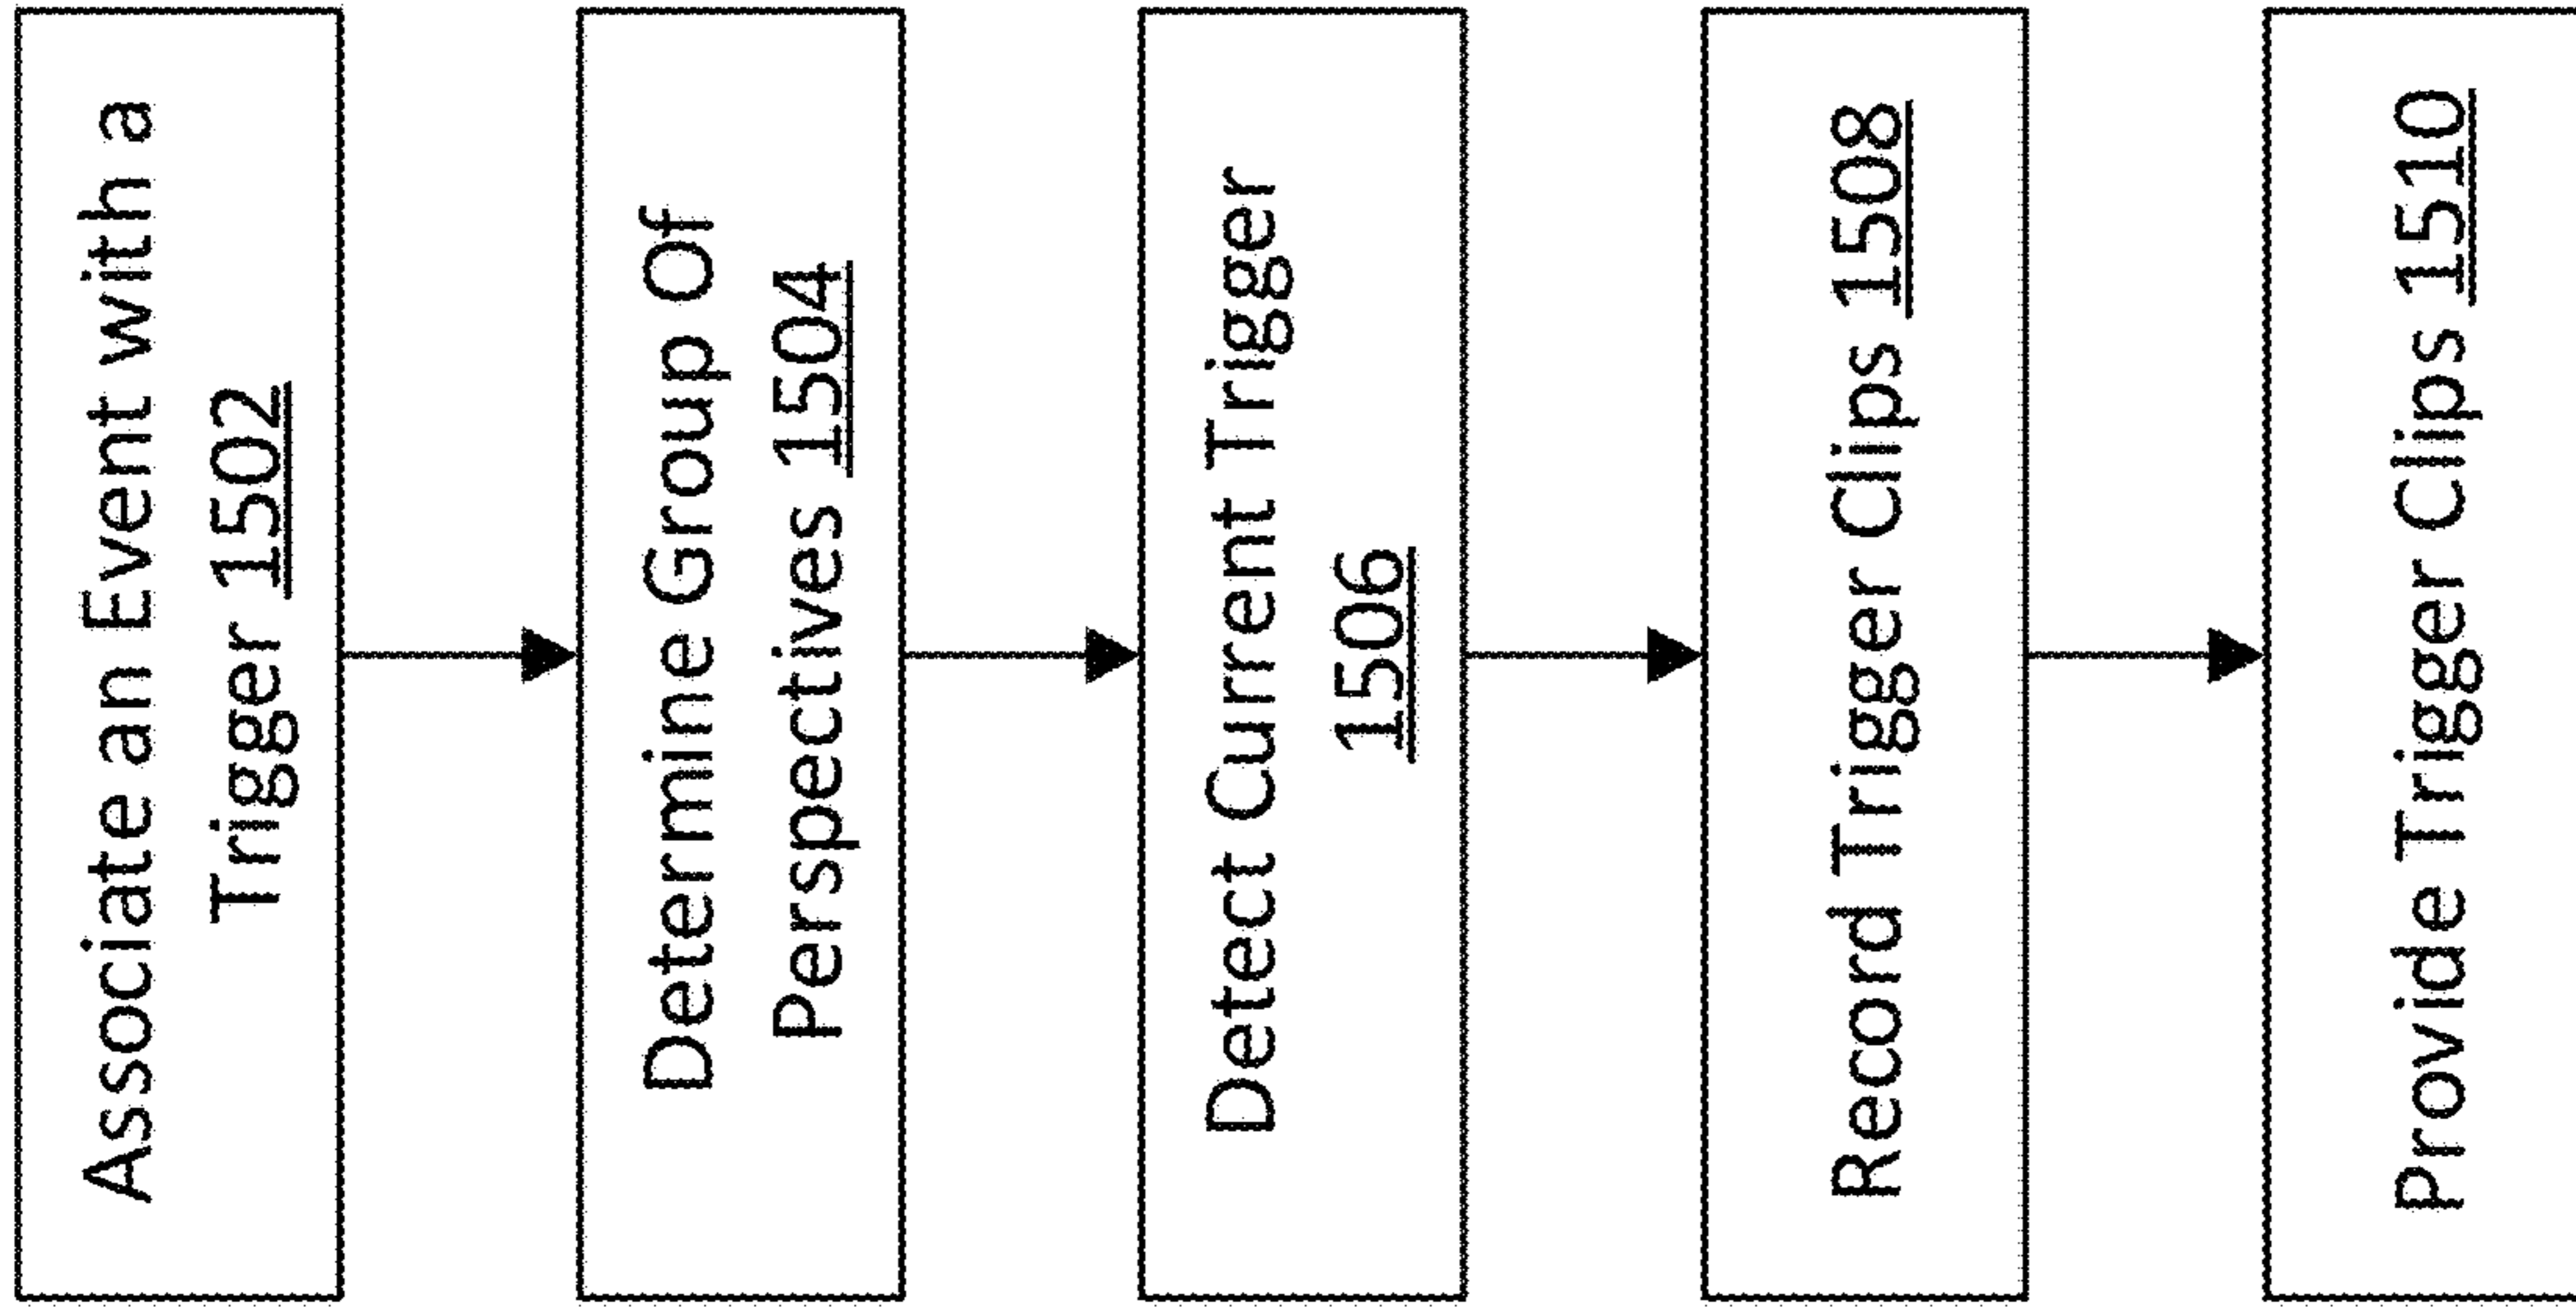 Associate an Event with a
Trigger 1502
Determine Group Of
Perspectives 1504
Detect Current Trigger
1506
Record Trigger Clips 1508
Provide Trigger Clips 1510